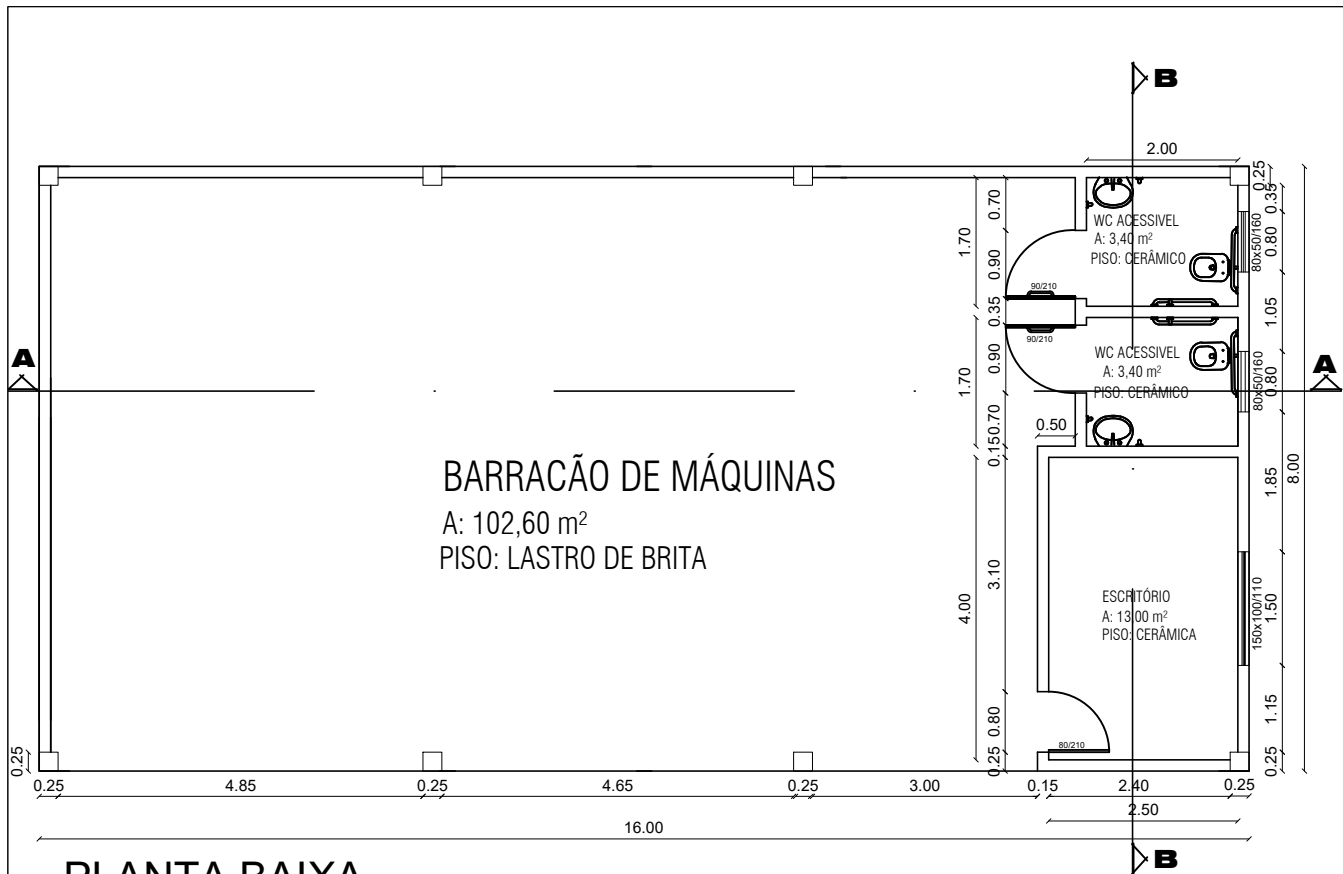 B
2.00
0.25
0.35
0.70
WC ACESSIVEL
A: 3,40 m²
PISO: CERÂMICO
80x50/160
0.80
1.70
0.90
90/210
0.35
1.05
90/210
0.90
WC ACESSIVEL
A: 3,40 m²
PISO: CERÂMICO
80x50/160
0.80
A
A
1.70
0.70
0.50
0.15
8.00
1.85
BARRACÃO DE MÁQUINAS
A: 102,60 m²
PISO: LASTRO DE BRITA
3.10
4.00
ESCRITÓRIO
A: 13,00 m²
PISO: CERÂMICA
150x100/110
1.50
1.15
0.80
80/210
0.25
0.25
0.25
0.25
4.85
0.25
4.65
0.25
3.00
0.15
2.40
0.25
2.50
16.00
B
PLANTA BAIXA